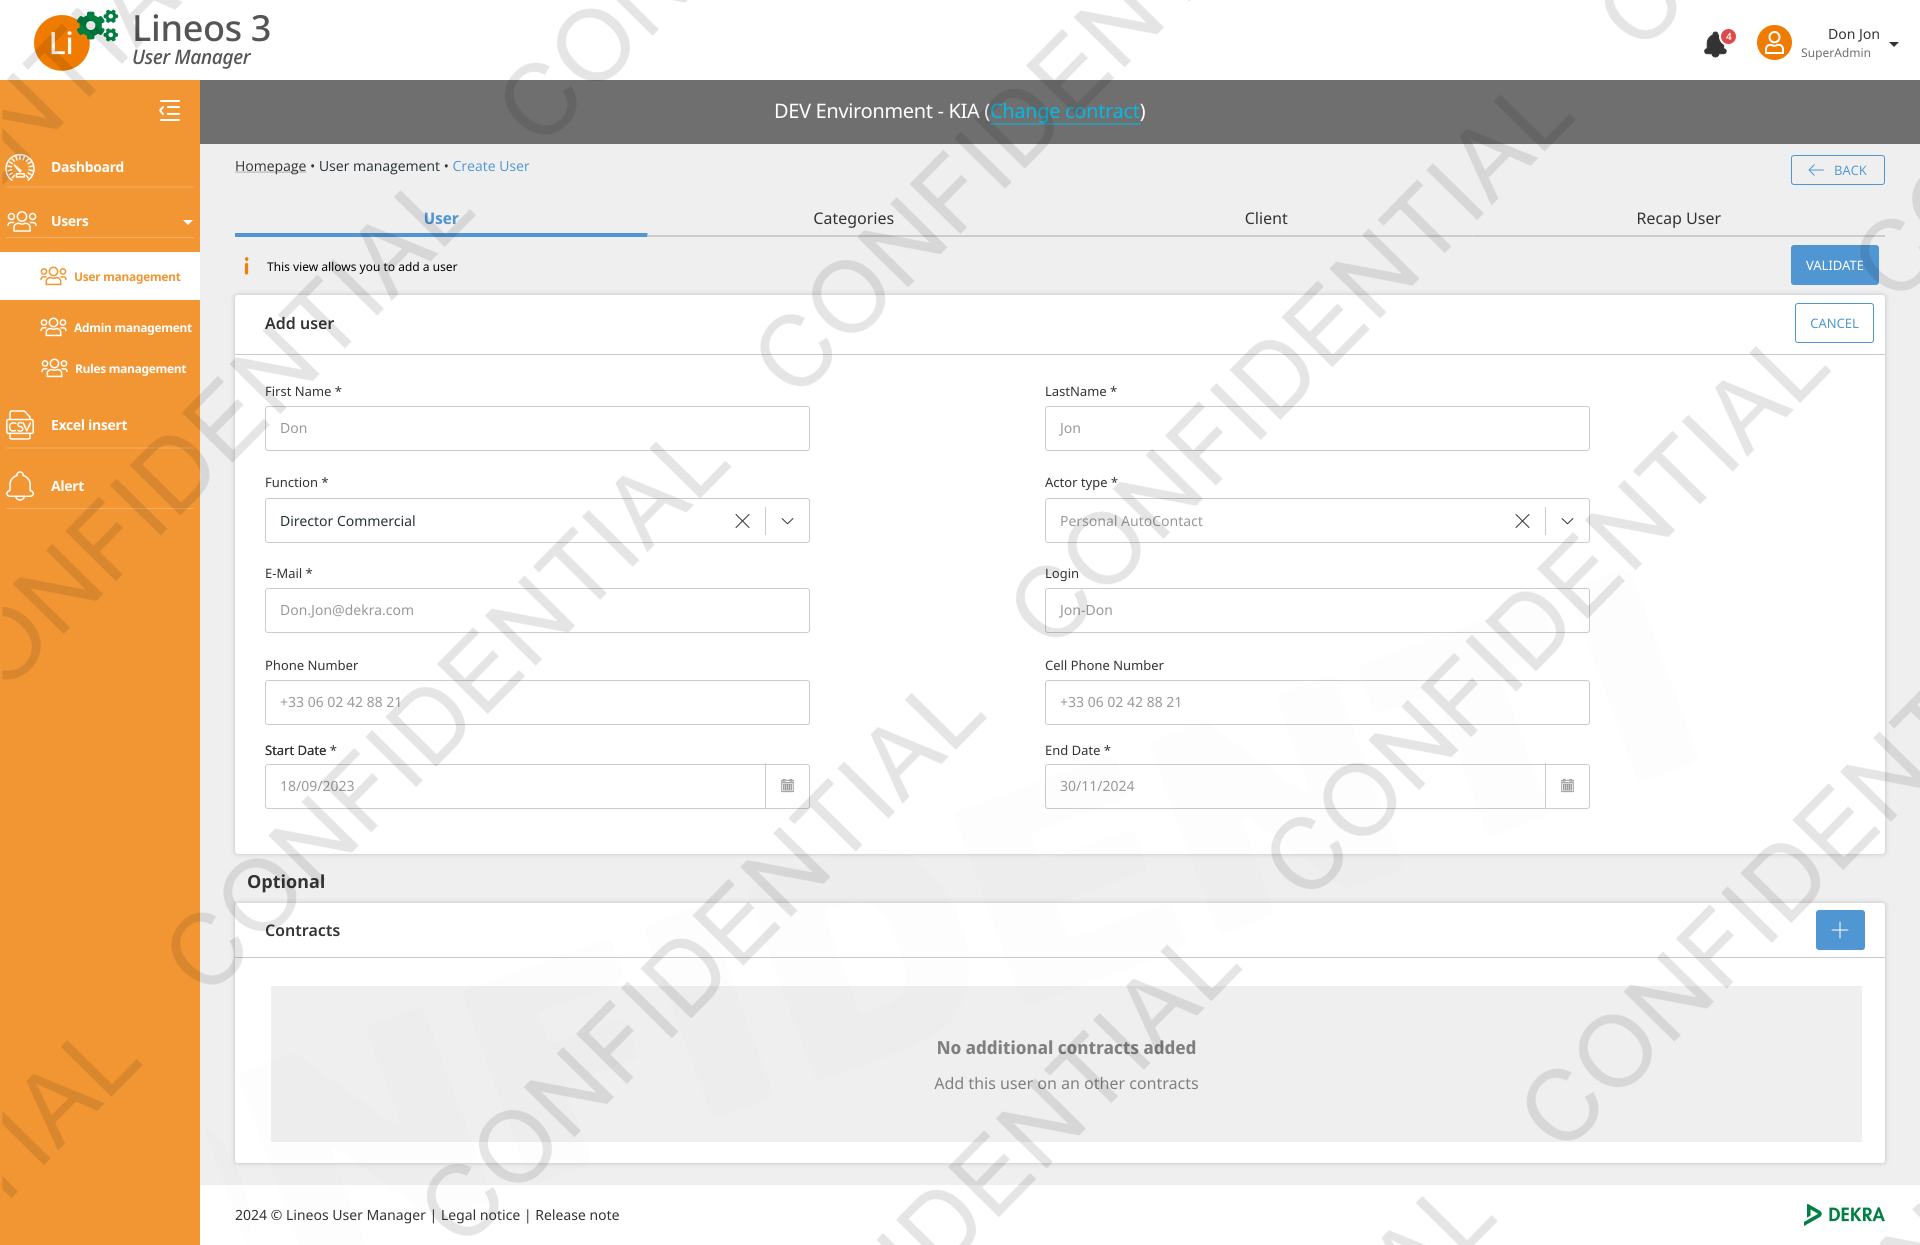 Li Lineos 3
User Manager
4
Don Jon
SuperAdmin
DEV Environment - KIA (Change contract)
Dashboard
Users
User management
Admin management
Rules management
CSV Excel insert
Alert
Homepage • User management • Create User
← BACK
User Categories Client Recap User
i This view allows you to add a user
VALIDATE
Add user
CANCEL
First Name *
Don
LastName *
Jon
Function *
Director Commercial
Actor type *
Personal AutoContact
E-Mail *
Don.Jon@dekra.com
Login
Jon-Don
Phone Number
+33 06 02 42 88 21
Cell Phone Number
+33 06 02 42 88 21
Start Date *
18/09/2023
End Date *
30/11/2024
Optional
Contracts
+
No additional contracts added
Add this user on an other contracts
2024 © Lineos User Manager | Legal notice | Release note
DEKRA
CONFIDENTIAL
CONFIDENTIAL
CONFIDENTIAL
CONFIDENTIAL
CONFIDENTIAL
CONFIDENTIAL